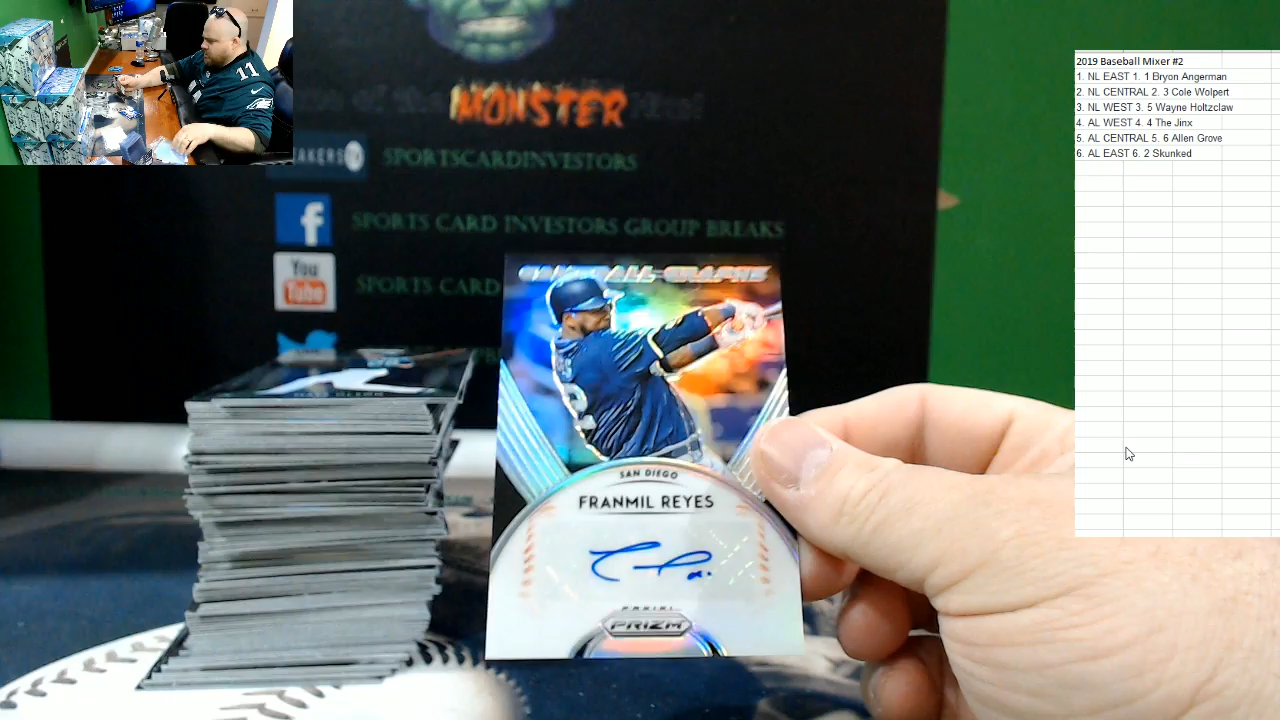 MONSTER
SPORTSCARDINVESTORS
SPORTS CARD INVESTORS GROUP BREAKS
You
Tube
SPORTS CARD
11
SAN DIEGO
FRANMIL REYES
PANINI
PRIZM
2019 Baseball Mixer #2
1. NL EAST 1. 1 Bryon Angerman
2. NL CENTRAL 2. 3 Cole Wolpert
3. NL WEST 3. 5 Wayne Holtzclaw
4. AL WEST 4. 4 The Jinx
5. AL CENTRAL 5. 6 Allen Grove
6. AL EAST 6. 2 Skunked